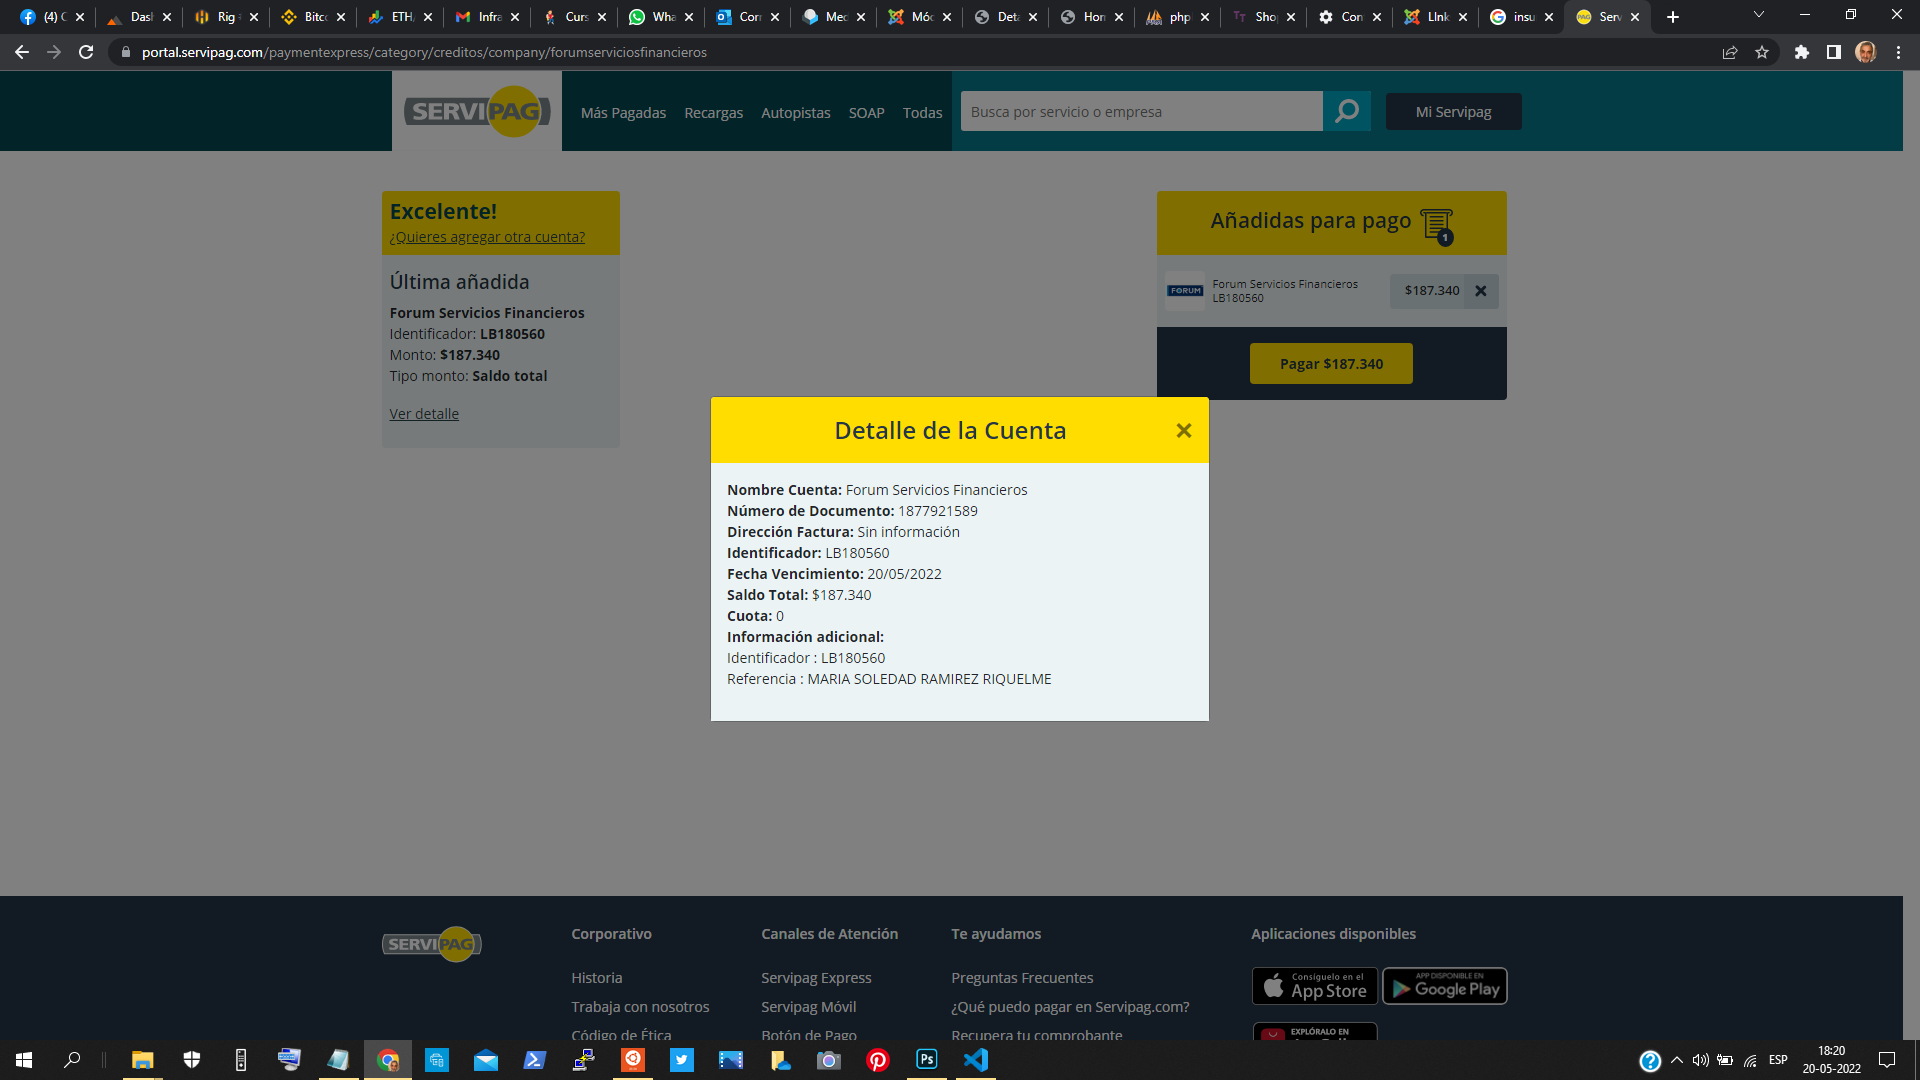 (4) C
Dasl
Rig
Bitc
ETH
Infra
Curs
Wha
Corr
Med
Móc
Deta
Hor
php
Sho
Con
LInk
insu
Serv
portal.servipag.com/paymentexpress/category/creditos/company/forumserviciosfinancieros
SERVIPAG
Más Pagadas
Recargas
Autopistas
SOAP
Todas
Busca por servicio o empresa
Mi Servipag
Excelente!
¿Quieres agregar otra cuenta?
Última añadida
Forum Servicios Financieros
Identificador: LB180560
Monto: $187.340
Tipo monto: Saldo total
Ver detalle
Añadidas para pago
1
FORUM
Forum Servicios Financieros
LB180560
$187.340
Pagar $187.340
Detalle de la Cuenta
Nombre Cuenta: Forum Servicios Financieros
Número de Documento: 1877921589
Dirección Factura: Sin información
Identificador: LB180560
Fecha Vencimiento: 20/05/2022
Saldo Total: $187.340
Cuota: 0
Información adicional:
Identificador : LB180560
Referencia : MARIA SOLEDAD RAMIREZ RIQUELME
SERVIPAG
Corporativo
Historia
Trabaja con nosotros
Código de Ética
Canales de Atención
Servipag Express
Servipag Móvil
Botón de Pago
Te ayudamos
Preguntas Frecuentes
¿Qué puedo pagar en Servipag.com?
Recupera tu comprobante
Aplicaciones disponibles
Consíguelo en el
App Store
APP DISPONIBLE EN
Google Play
EXPLÓRALO EN
Ps
ESP
18:20
20-05-2022